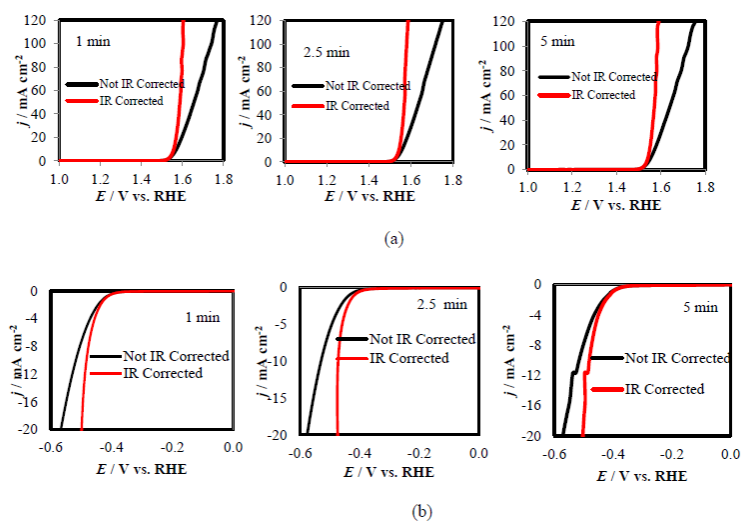 120
100
80
60
40
20
0
j / mA cm-2
1 min
Not IR Corrected
IR Corrected
1.0 1.2 1.4 1.6 1.8
E / V vs. RHE
120
100
80
60
40
20
0
j / mA cm-2
2.5 min
Not IR Corrected
IR Corrected
1.0 1.2 1.4 1.6 1.8
E / V vs. RHE
120
100
80
60
40
20
0
j / mA cm-2
5 min
Not IR Corrected
IR Corrected
1.0 1.2 1.4 1.6 1.8
E / V vs. RHE
(a)
0
-4
-8
-12
-16
-20
j / mA cm-2
1 min
Not IR Corrected
IR Corrected
-0.6 -0.4 -0.2 0.0
E / V vs. RHE
0
-5
-10
-15
-20
j / mA cm-2
2.5 min
Not IR Corrected
IR Corrected
-0.6 -0.4 -0.2 0.0
E / V vs. RHE
0
-4
-8
-12
-16
-20
j / mA cm-2
5 min
Not IR Corrected
IR Corrected
-0.6 -0.4 -0.2 0.0
E / V vs. RHE
(b)